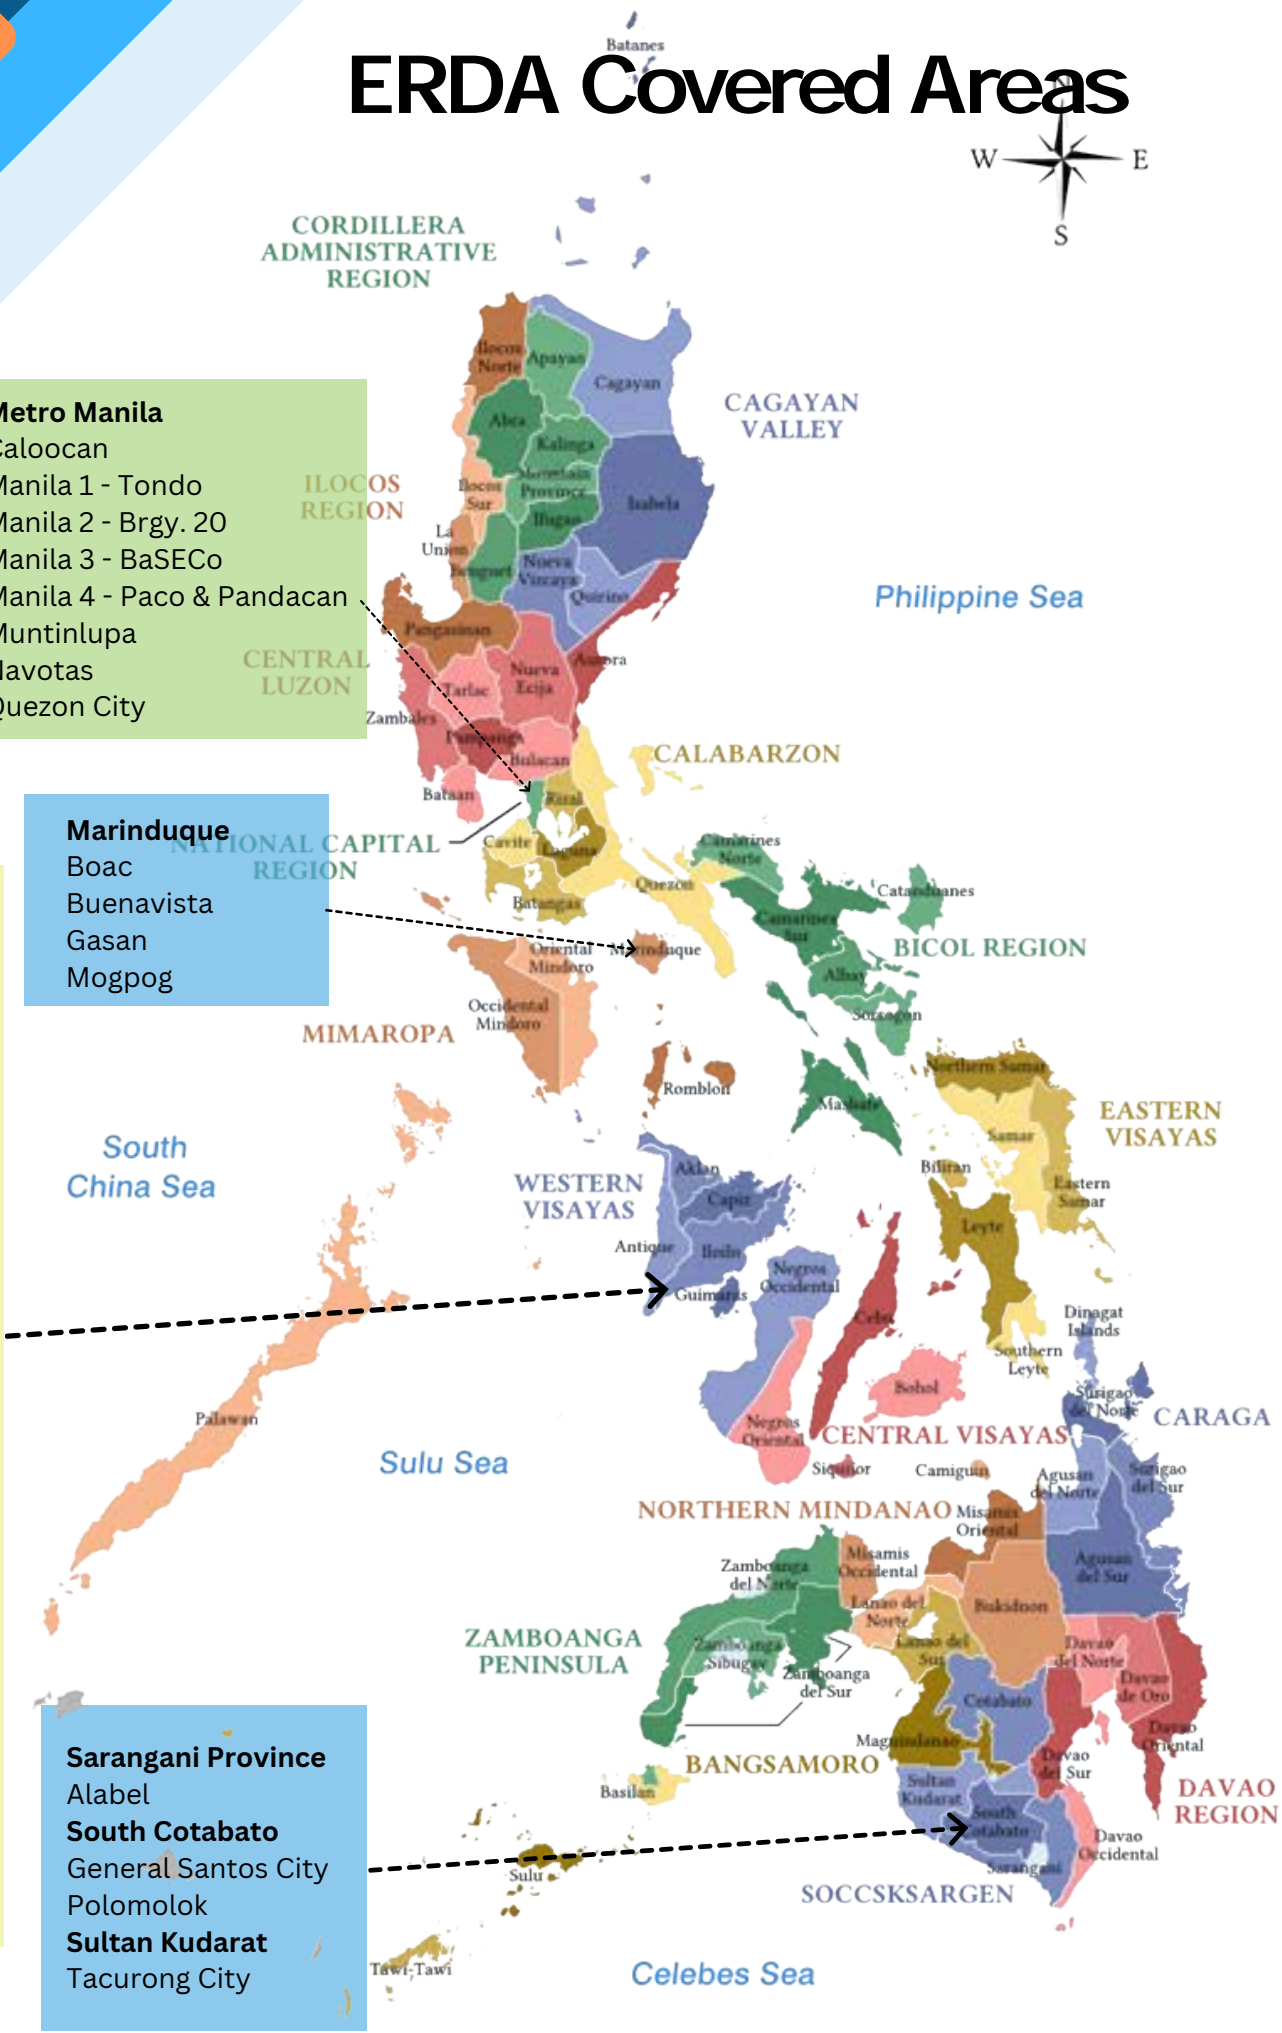 Batanes
ERDA Covered Areas
N
W
E
S
CORDILLERA
ADMINISTRATIVE
REGION
Ilocos
Norte
Apayao
Cagayan
CAGAYAN
VALLEY
Metro Manila
Caloocan
Manila 1 - Tondo
Manila 2 - Brgy. 20
Manila 3 - BaSECo
Manila 4 - Paco & Pandacan
Muntinlupa
Navotas
Quezon City
Abra
Kalinga
ILOCOS
REGION
Ilocos
Sur
Mountain
Province
Ifugao
Isabela
La
Union
Benguet
Nueva
Vizcaya
Quirino
Philippine Sea
Pangasinan
CENTRAL
LUZON
Aurora
Nueva
Ecija
Tarlac
Zambales
Pampanga
Bulacan
CALABARZON
Bataan
Rizal
NATIONAL CAPITAL
REGION
Cavite
Laguna
Marinduque
Boac
Buenavista
Gasan
Mogpog
Camarines
Norte
Quezon
Batangas
Catanduanes
Camarines
Sur
BICOL REGION
Oriental
Mindoro
Marinduque
Albay
Occidental
Mindoro
Sorsogon
MIMAROPA
Northern Samar
Romblon
Masbate
EASTERN
VISAYAS
Samar
South
China Sea
Biliran
Aklan
WESTERN
VISAYAS
Capiz
Eastern
Samar
Leyte
Antique
Iloilo
Negros
Occidental
Guimaras
Cebu
Dinagat
Islands
Southern
Leyte
Bohol
Surigao
del Norte
CARAGA
Palawan
Negros
Oriental
CENTRAL VISAYAS
Sulu Sea
Siquijor
Camiguin
Agusan
del Norte
Surigao
del Sur
NORTHERN MINDANAO
Misamis
Oriental
Misamis
Occidental
Zamboanga
del Norte
Agusan
del Sur
Lanao del
Norte
Bukidnon
ZAMBOANGA
PENINSULA
Zamboanga
Sibugay
Lanao del
Sur
Davao
del Norte
Zamboanga
del Sur
Davao
de Oro
Cotabato
Davao
Oriental
Maguindanao
BANGSAMORO
Davao
del Sur
Sarangani Province
Alabel
South Cotabato
General Santos City
Polomolok
Sultan Kudarat
Tacurong City
Basilan
Sultan
Kudarat
DAVAO
REGION
South
Cotabato
Davao
Occidental
Sarangani
Sulu
SOCCSKSARGEN
Tawi-Tawi
Celebes Sea